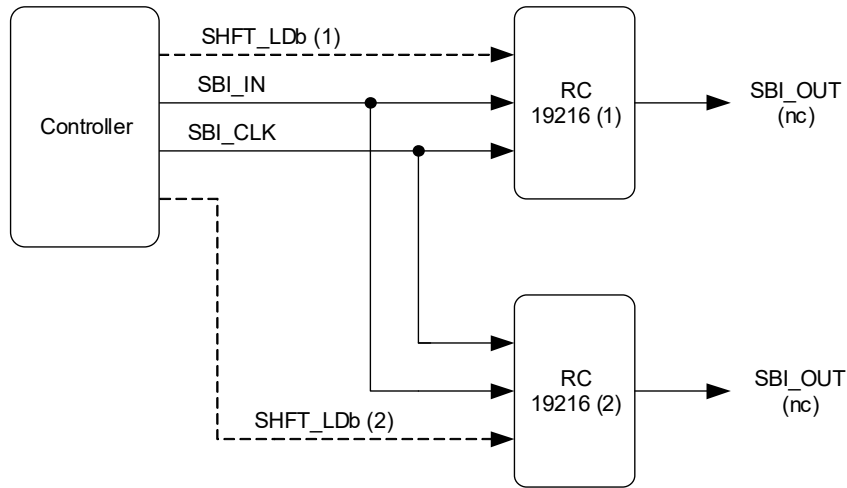 SHFT_LDb (1)
SBI_IN
SBI_CLK
Controller
RC
19216 (1)
SBI_OUT
(nc)
RC
19216 (2)
SBI_OUT
(nc)
SHFT_LDb (2)